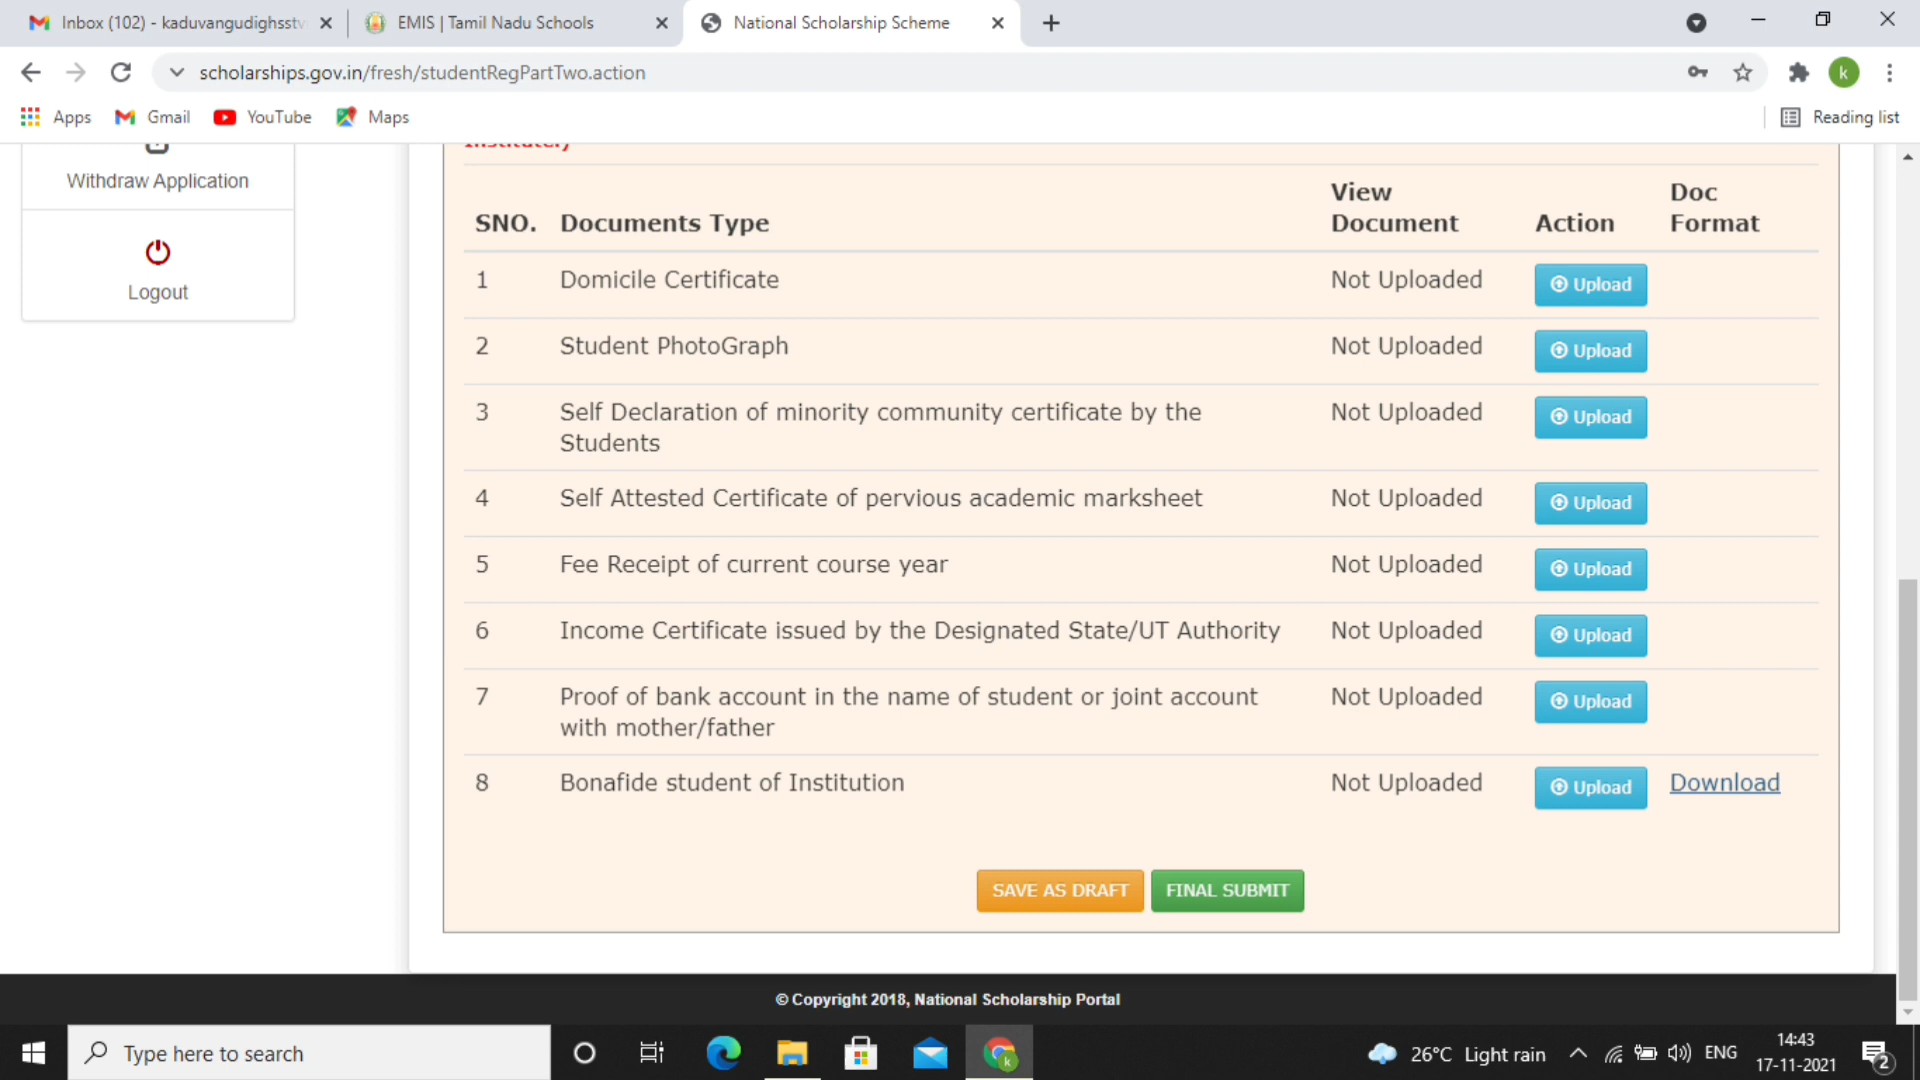 Inbox (102) - kaduvangudighsstv
EMIS | Tamil Nadu Schools
National Scholarship Scheme
scholarships.gov.in/fresh/studentRegPartTwo.action
k
Apps
Gmail
YouTube
Maps
Reading list
Withdraw Application
Logout
SNO. Documents Type View Document Action Doc Format
1 Domicile Certificate Not Uploaded Upload
2 Student PhotoGraph Not Uploaded Upload
3 Self Declaration of minority community certificate by the Not Uploaded Upload
Students
4 Self Attested Certificate of pervious academic marksheet Not Uploaded Upload
5 Fee Receipt of current course year Not Uploaded Upload
6 Income Certificate issued by the Designated State/UT Authority Not Uploaded Upload
7 Proof of bank account in the name of student or joint account Not Uploaded Upload
with mother/father
8 Bonafide student of Institution Not Uploaded Upload Download
SAVE AS DRAFT FINAL SUBMIT
© Copyright 2018, National Scholarship Portal
Type here to search
26°C Light rain
ENG
14:43
17-11-2021
2